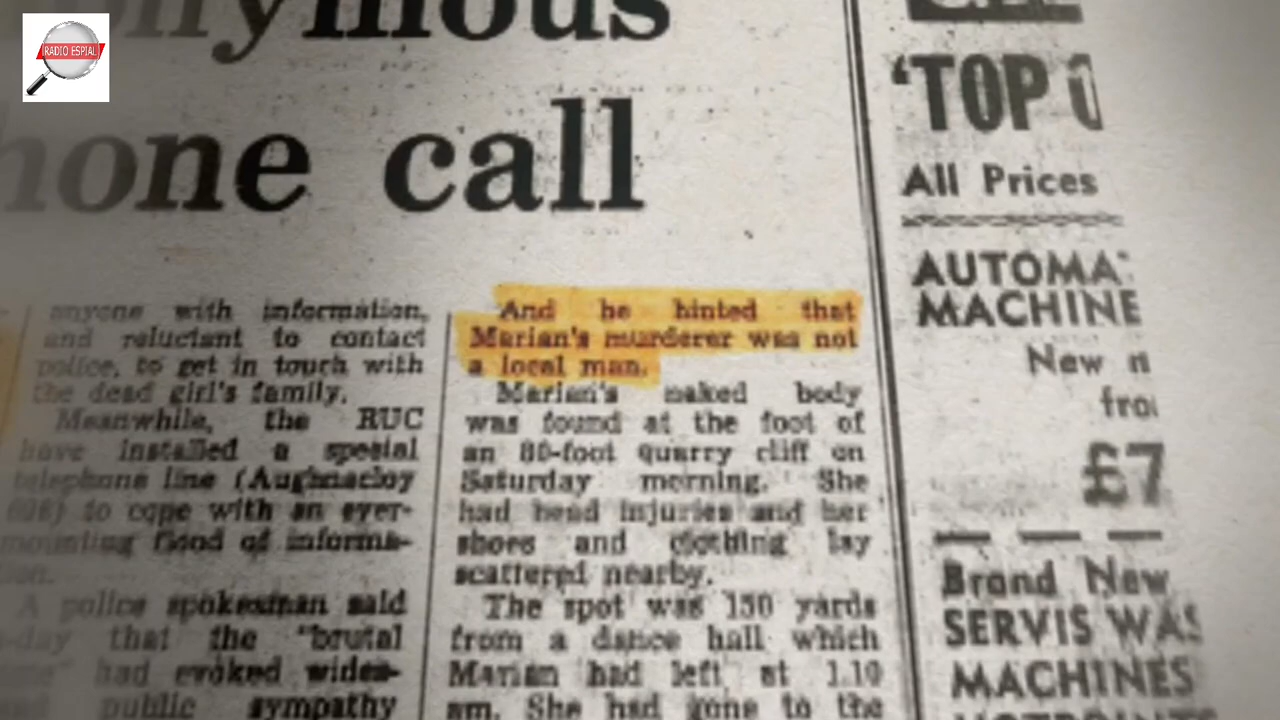 RADIO ESPIAL
nymous
hone call
anyone with information,
and reluctant to contact
police, to get in touch with
the dead girl's family.
Meanwhile, the RUC
have installed a special
telephone line (Aughnacloy
to cope with an ever-
mounting flood of informa-
tion.
A police spokesman said
-day that the "brutal
had evoked wides-
public sympathy
And he hinted that
Marian's murderer was not
a local man.
Marian's naked body
was found at the foot of
an 80-foot quarry cliff on
Saturday morning. She
had head injuries and her
shoes and clothing lay
scattered nearby.
The spot was 150 yards
from a dance hall which
Marian had left at 1.10
am. She had gone to the
'TOP
All Prices
AUTOMA
MACHINE
New
fro
£7
Brand New
SERVIS WAS
MACHINES